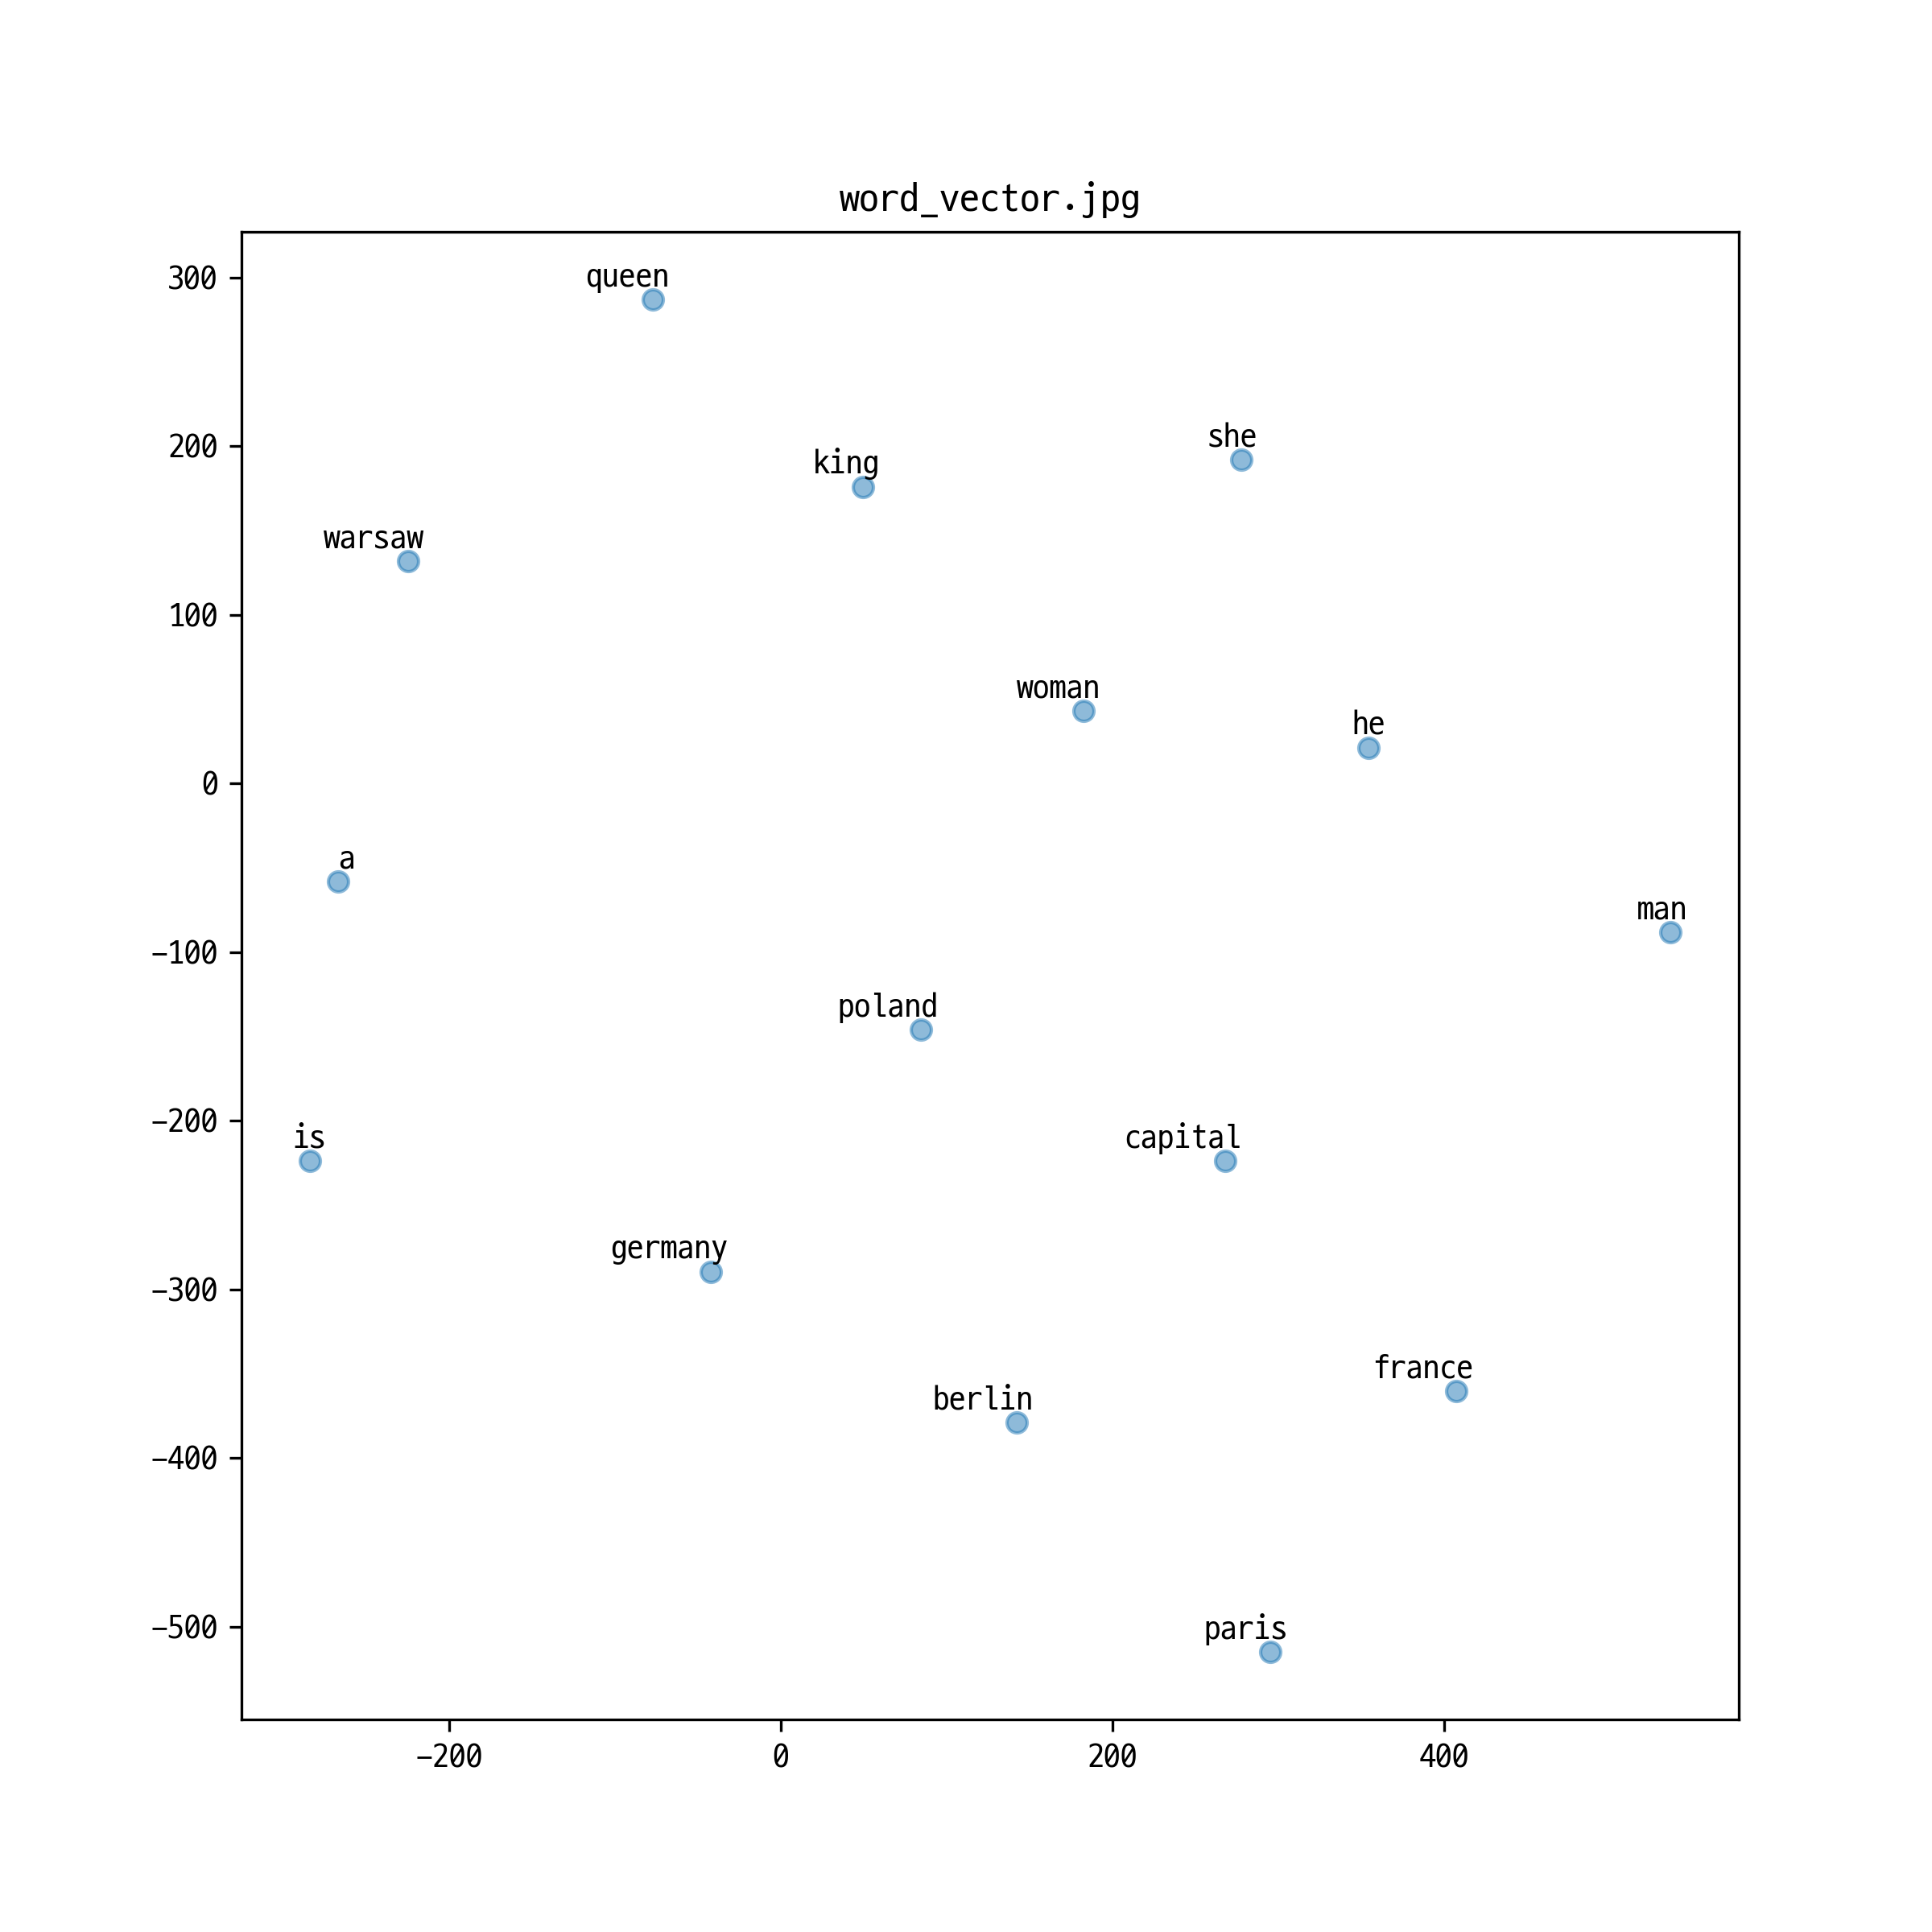 word_vector.jpg
300
queen
she
200
king
warsaw
100
woman
he
0
a
man
−100
poland
−200
is
capital
germany
−300
france
berlin
−400
−500
paris
−200
0
200
400